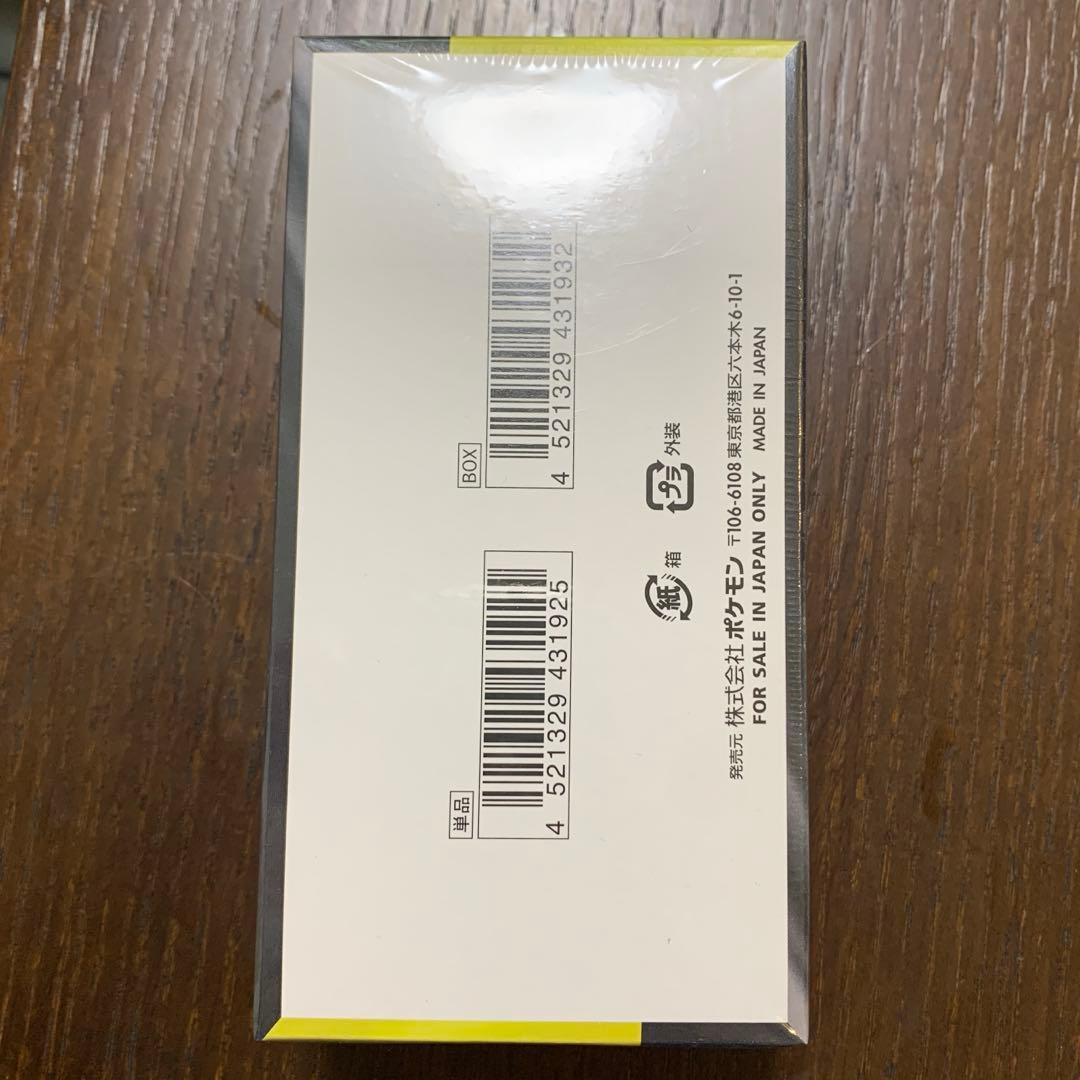 BOX
4 521329 431932
単品
4 521329 431925
紙 箱
プラ 外装
発売元 株式会社 ポケモン 〒106-6108 東京都港区六本木6-10-1
FOR SALE IN JAPAN ONLY MADE IN JAPAN